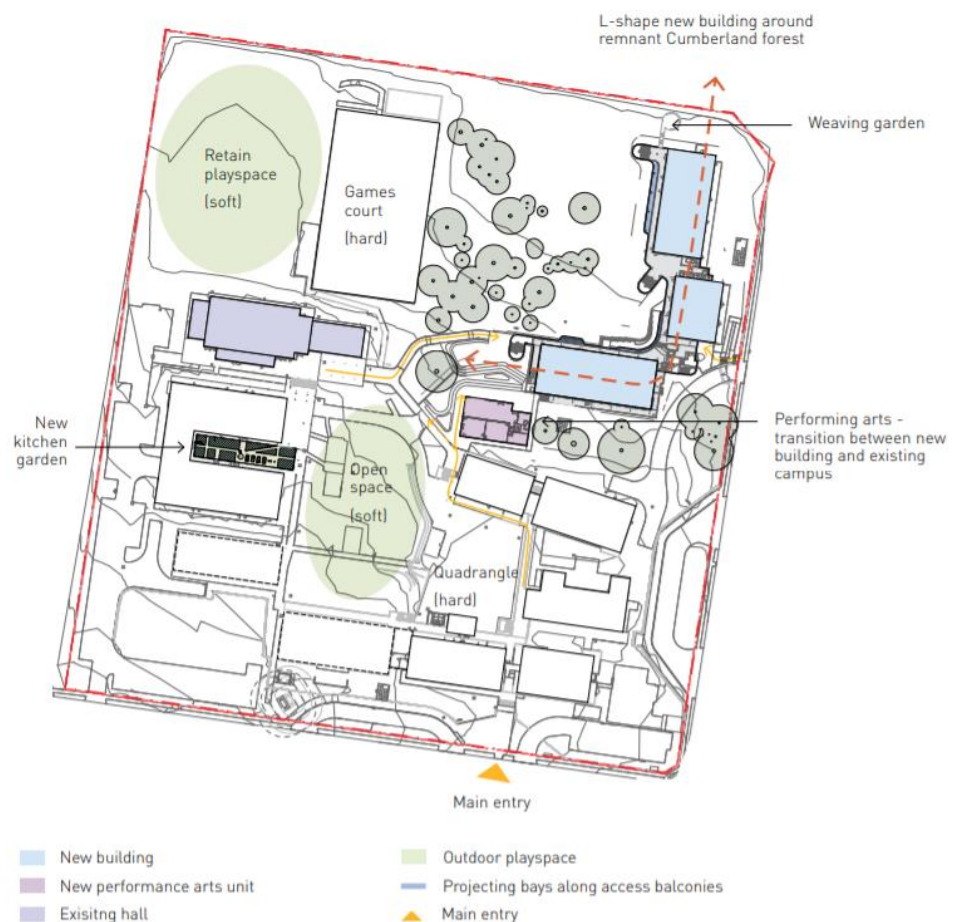 L-shape new building around
remnant Cumberland forest
Weaving garden
Retain
playspace
(soft)
Games
court
(hard)
New
kitchen
garden
Performing arts -
transition between new
building and existing
campus
Open
space
(soft)
Quadrangle
(hard)
Main entry
New building
New performance arts unit
Exisitng hall
Outdoor playspace
Projecting bays along access balconies
Main entry